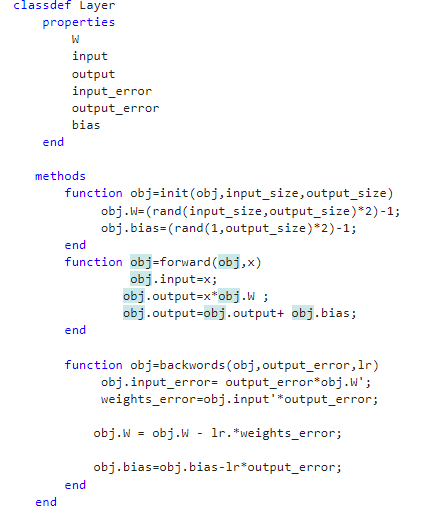 classdef Layer
properties
W
input
output
input_error
output_error
bias
end
methods
function obj=init(obj,input_size,output_size)
obj.W=(rand(input_size,output_size)*2)-1;
obj.bias=(rand(1,output_size)*2)-1;
end
function obj=forward(obj,x)
obj.input=x;
obj.output=x*obj.W ;
obj.output=obj.output+ obj.bias;
end
function obj=backwords(obj,output_error,lr)
obj.input_error= output_error*obj.W';
weights_error=obj.input'*output_error;
obj.W = obj.W - lr.*weights_error;
obj.bias=obj.bias-lr*output_error;
end
end